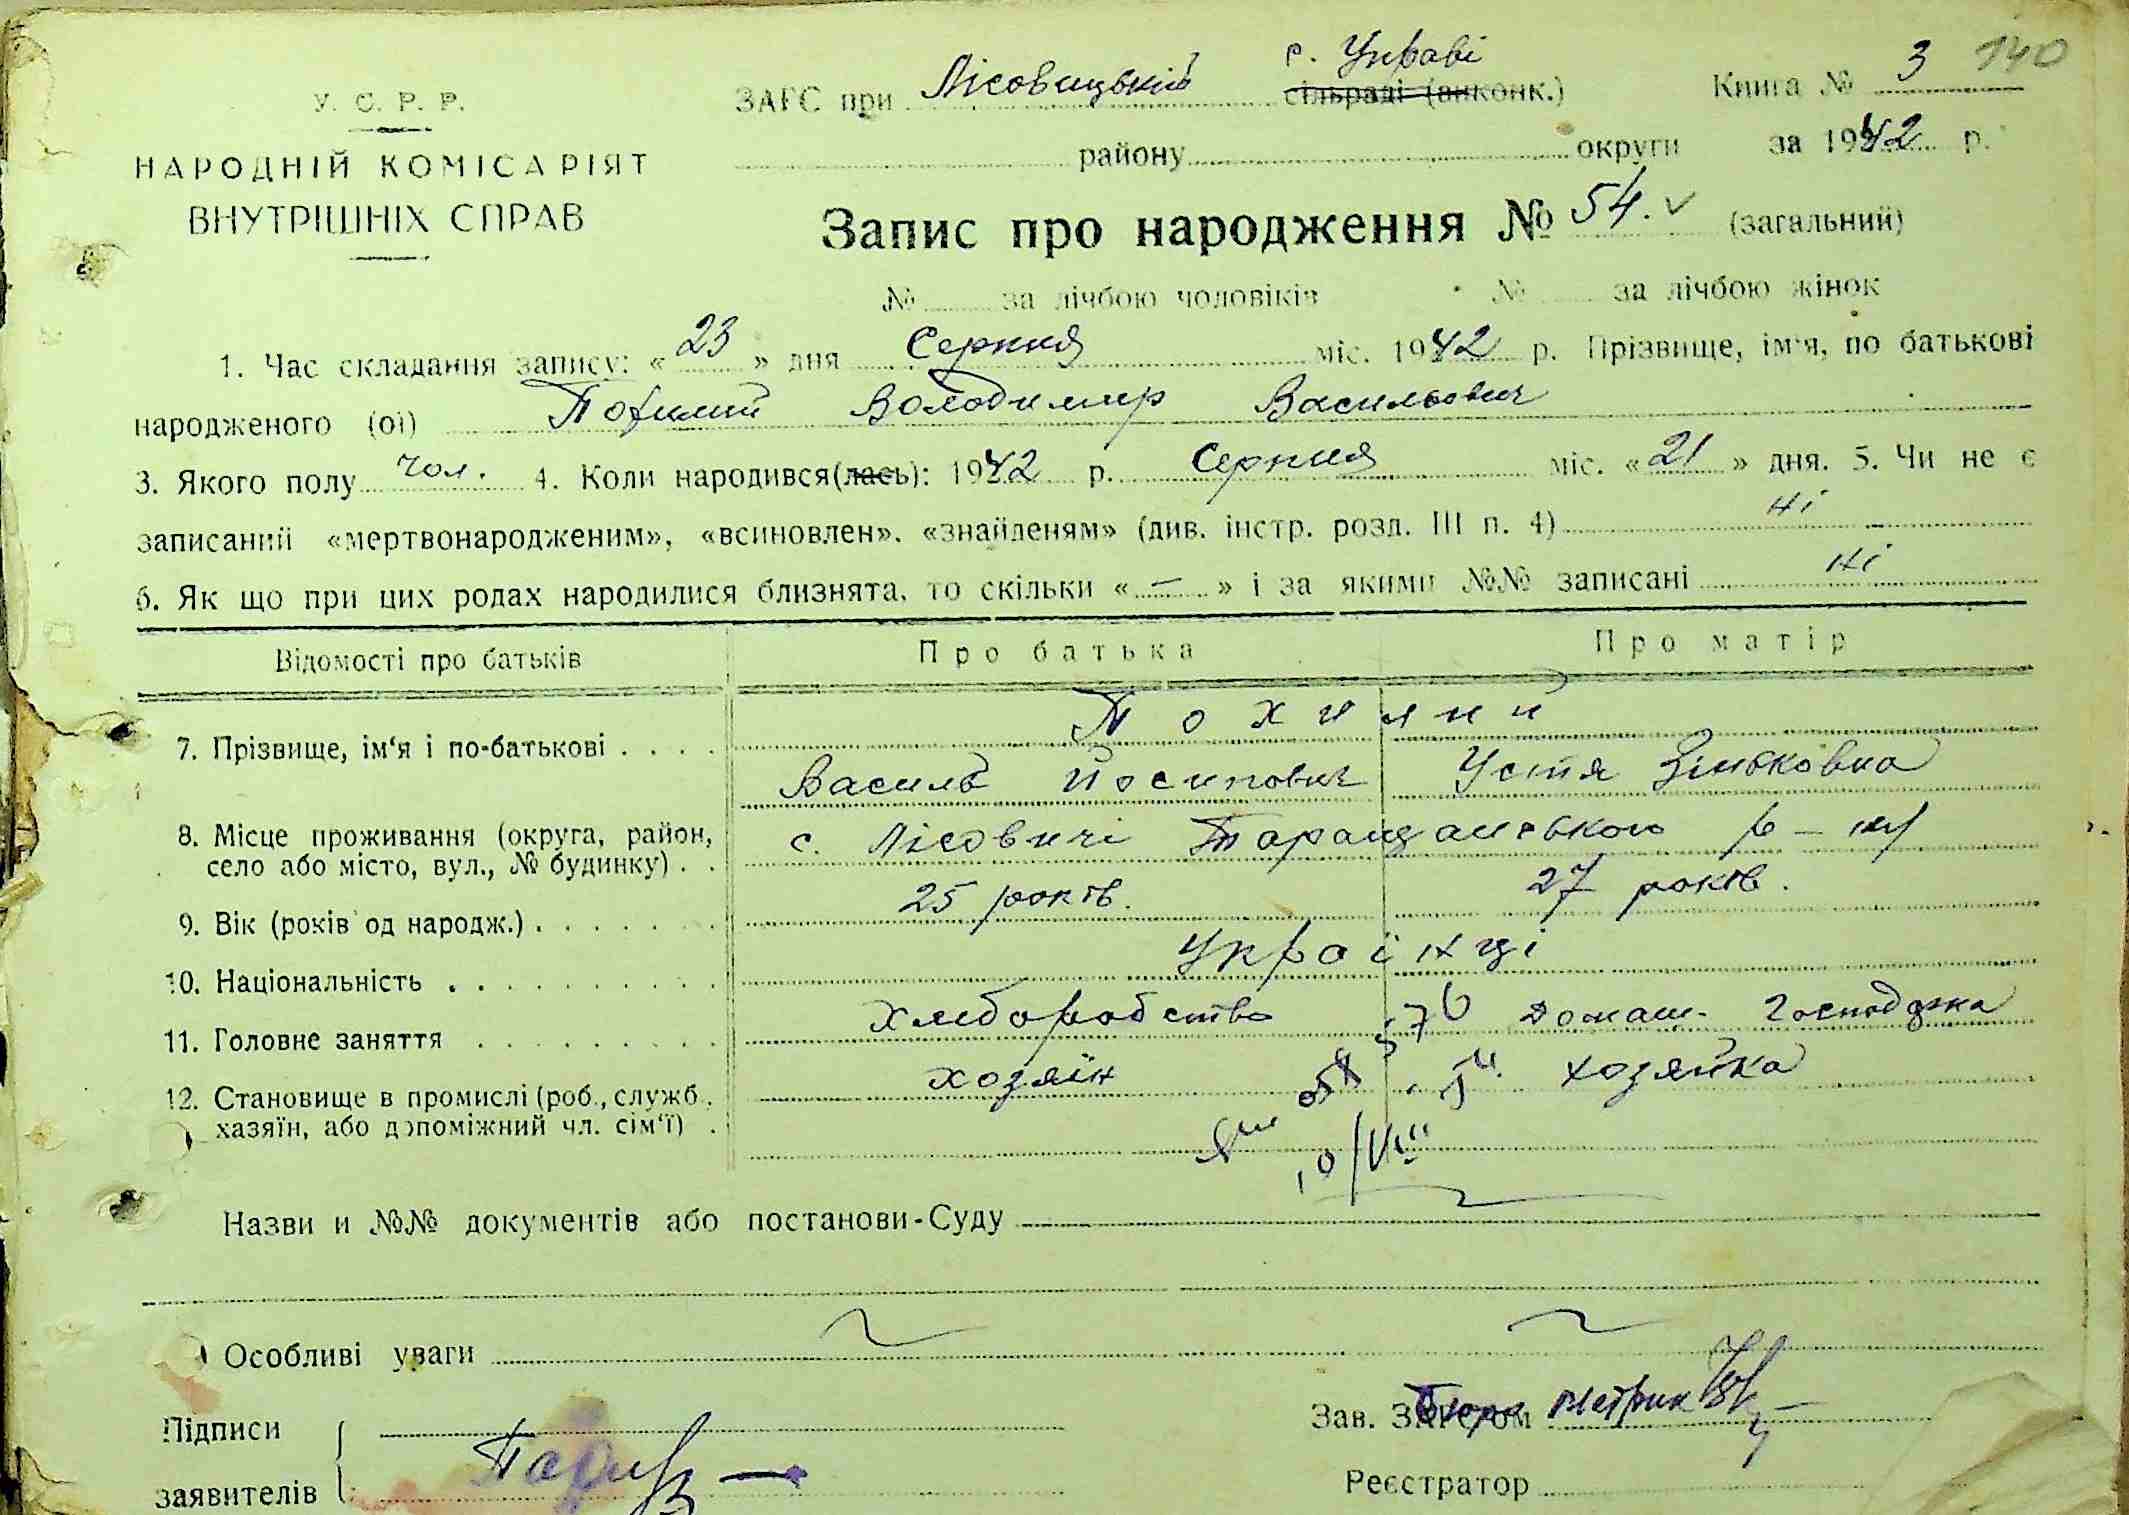 У. С. Р. Р.
НАРОДНІЙ КОМІСАРІЯТ
ВНУТРІШНІХ СПРАВ
140
с. Управі
ЗАГС при Лісовицькій сільраді (виконк.) Книга № 3
району округи за 1942 р.
Запис про народження № 54. (загальний)
№ за лічбою чоловіків № за лічбою жінок
1. Час складання запису: « 23 » дня Серпня міс. 1942 р. Прізвище, ім'я, по батькові
народженого (ої) Похилий Володимир Васильович
3. Якого полу чол. 4. Коли народився(лась): 1942 р. Серпня міс. « 21 » дня. 5. Чи не є
записаний «мертвонародженим», «всиновлен». «знайденям» (див. інстр. розд. III п. 4) ні
6. Як що при цих родах народилися близнята, то скільки « — » і за якими №№ записані ні
Відомості про батьків Про батька Про матір
7. Прізвище, ім'я і по-батькові . . . . Похилий
Василь Йосипович Устя Зіньковна
8. Місце проживання (округа, район,
село або місто, вул., № будинку) . . с. Лісовичі Таращанського р-ну
9. Вік (років од народж.) . . . . . . . 25 років. 27 років.
10. Національність . . . . . . . . . . Українці
11. Головне заняття . . . . . . . . . Хліборобство Домаш. Господарка
12. Становище в промислі (роб., служб.
хазяїн, або допоміжний чл. сім'ї) . хозяїн хозяйка
Назви и №№ документів або постанови-Суду
Особливі уваги
Підписи
заявителів
Зав. ЗАГСом Бюро метрик
Реєстратор